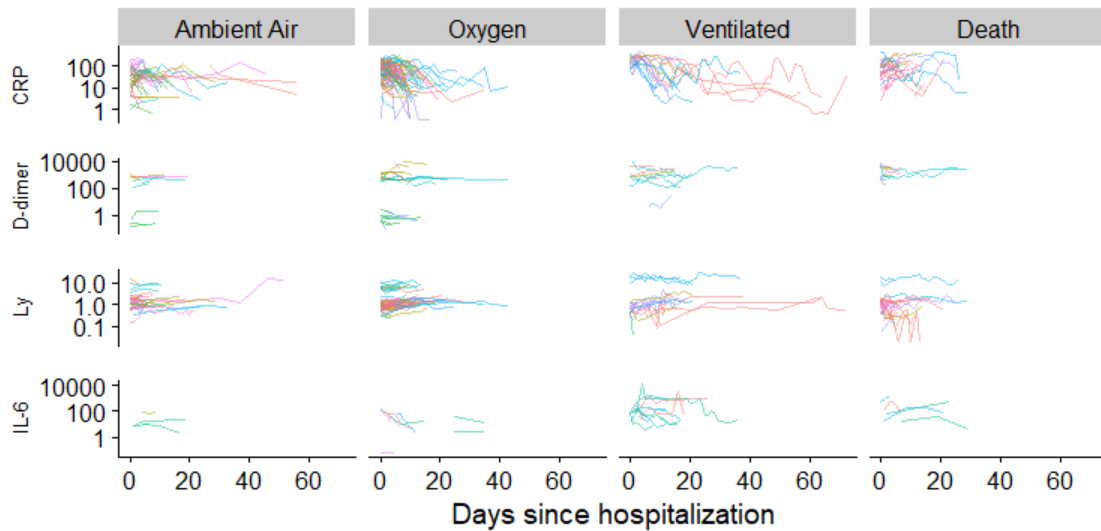 Ambient Air Oxygen Ventilated Death
CRP
100
10
1
D-dimer
10000
100
1
Ly
10.0
1.0
0.1
IL-6
10000
100
1
0 20 40 60 0 20 40 60 0 20 40 60 0 20 40 60
Days since hospitalization